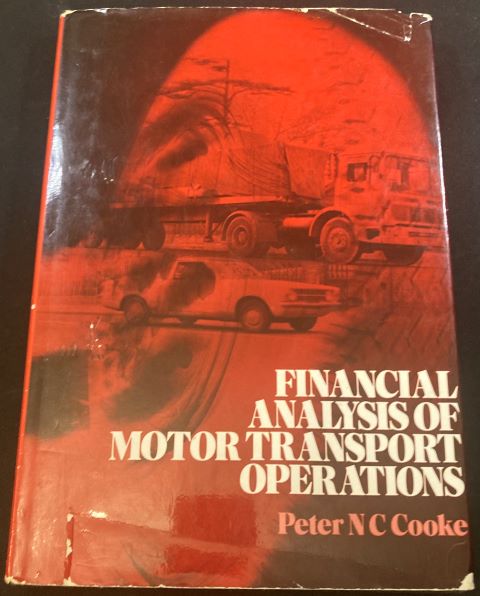 FINANCIAL
ANALYSIS OF
MOTOR TRANSPORT
OPERATIONS
Peter N C Cooke